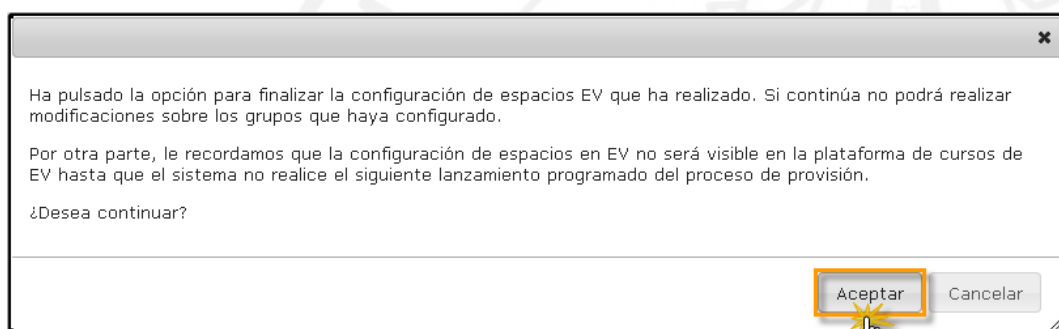 Ha pulsado la opción para finalizar la configuración de espacios EV que ha realizado. Si continúa no podrá realizar
modificaciones sobre los grupos que haya configurado.
Por otra parte, le recordamos que la configuración de espacios en EV no será visible en la plataforma de cursos de
EV hasta que el sistema no realice el siguiente lanzamiento programado del proceso de provisión.
¿Desea continuar?
Aceptar Cancelar